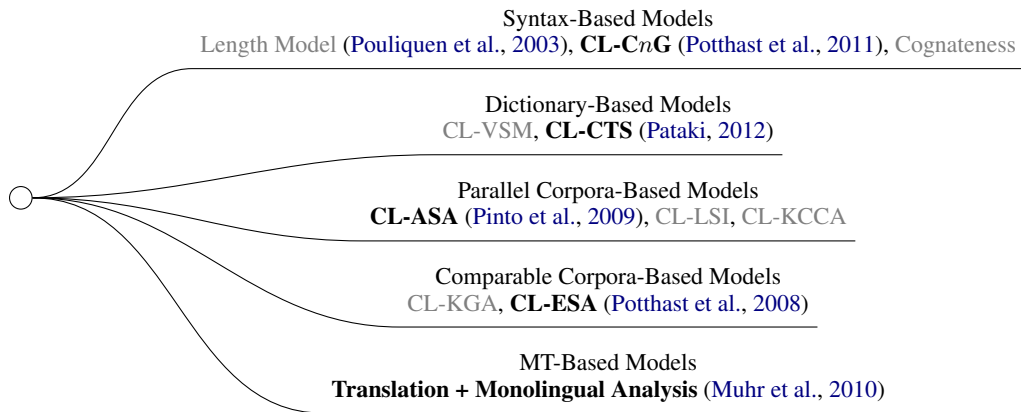 Syntax-Based Models
Length Model (Pouliquen et al., 2003), CL-CnG (Potthast et al., 2011), Cognateness
Dictionary-Based Models
CL-VSM, CL-CTS (Pataki, 2012)
Parallel Corpora-Based Models
CL-ASA (Pinto et al., 2009), CL-LSI, CL-KCCA
Comparable Corpora-Based Models
CL-KGA, CL-ESA (Potthast et al., 2008)
MT-Based Models
Translation + Monolingual Analysis (Muhr et al., 2010)